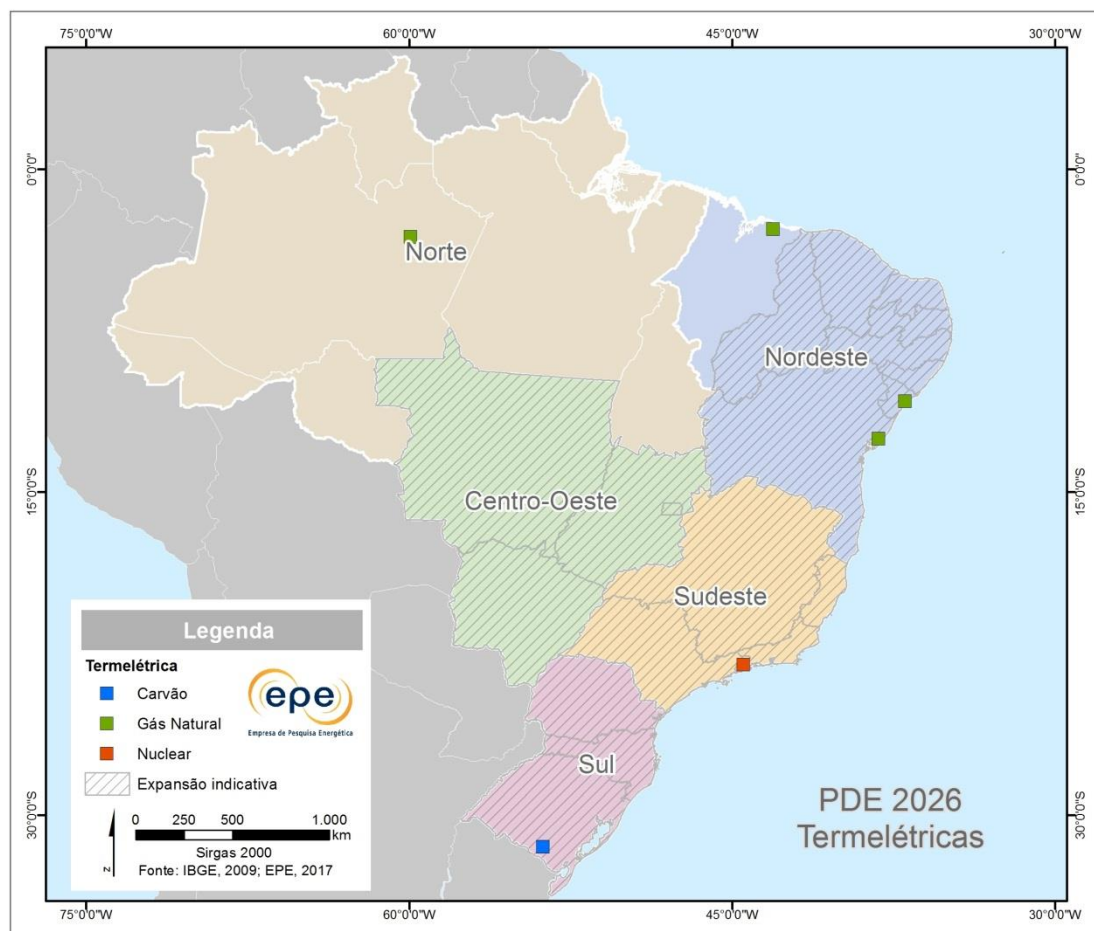 75°0'0"W 60°0'0"W 45°0'0"W 30°0'0"W
0°0'0"
0°0'0"
Norte
Nordeste
15°0'0"S
Centro-Oeste
15°0'0"S
Sudeste
Legenda
Termelétrica
Carvão
Gás Natural
Nuclear
epe
Empresa de Pesquisa Energética
Expansão indicativa
Sul
0 250 500 1.000
km
N
Sirgas 2000
Fonte: IBGE, 2009; EPE, 2017
30°0'0"S
30°0'0"S
PDE 2026
Termelétricas
75°0'0"W 60°0'0"W 45°0'0"W 30°0'0"W